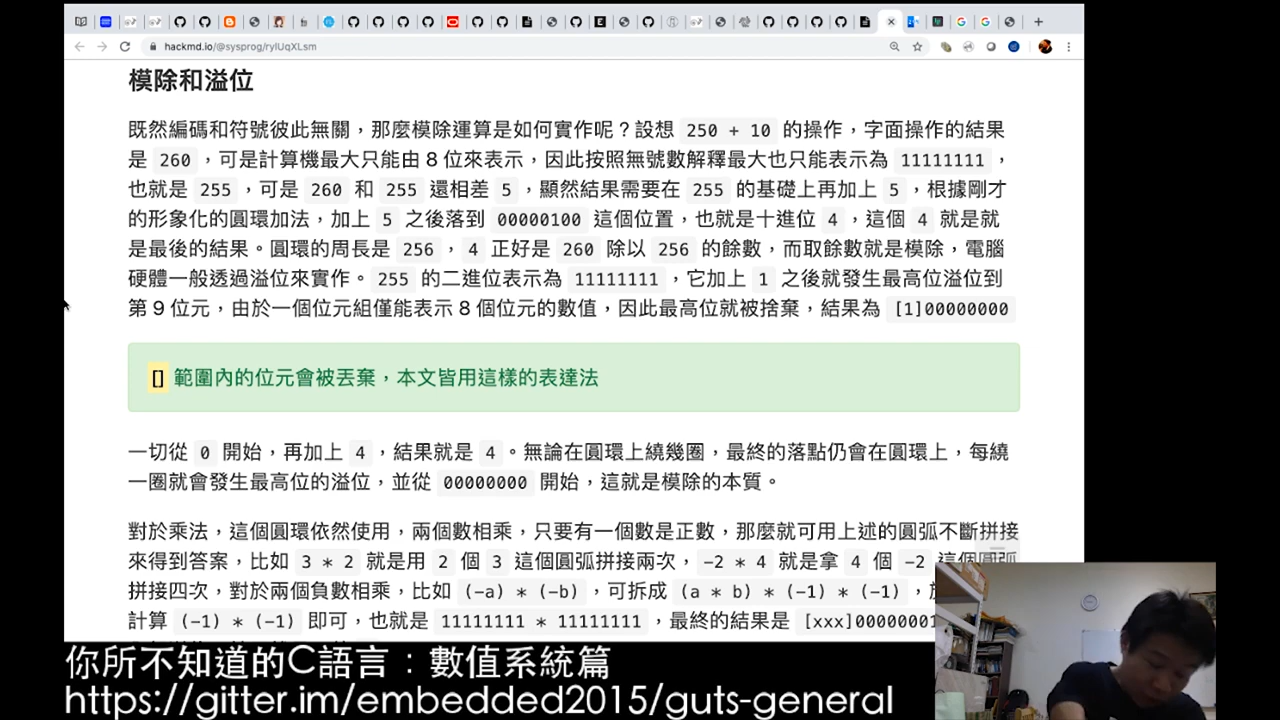 hackmd.io/@sysprog/rylUqXLsm
模除和溢位
既然編碼和符號彼此無關，那麼模除運算是如何實作呢？設想 250 + 10 的操作，字面操作的結果
是 260，可是計算機最大只能由 8 位來表示，因此按照無號數解釋最大也只能表示為 11111111，
也就是 255，可是 260 和 255 還相差 5，顯然結果需要在 255 的基礎上再加上 5，根據剛才
的形象化的圓環加法，加上 5 之後落到 00000100 這個位置，也就是十進位 4，這個 4 就是就
是最後的結果。圓環的周長是 256，4 正好是 260 除以 256 的餘數，而取餘數就是模除，電腦
硬體一般透過溢位來實作。255 的二進位表示為 11111111，它加上 1 之後就發生最高位溢位到
第 9 位元，由於一個位元組僅能表示 8 個位元的數值，因此最高位就被捨棄，結果為 [1]00000000
[] 範圍內的位元會被丟棄，本文皆用這樣的表達法
一切從 0 開始，再加上 4，結果就是 4。無論在圓環上繞幾圈，最終的落點仍會在圓環上，每繞
一圈就會發生最高位的溢位，並從 00000000 開始，這就是模除的本質。
對於乘法，這個圓環依然使用，兩個數相乘，只要有一個數是正數，那麼就可用上述的圓弧不斷拼接
來得到答案，比如 3 * 2 就是用 2 個 3 這個圓弧拼接兩次，-2 * 4 就是拿 4 個 -2 這個圓弧
拼接四次，對於兩個負數相乘，比如 (-a) * (-b)，可拆成 (a * b) * (-1) * (-1)，
計算 (-1) * (-1) 即可，也就是 11111111 * 11111111，最終的結果是 [xxx]00000001
你所不知道的C語言：數值系統篇
https://gitter.im/embedded2015/guts-general